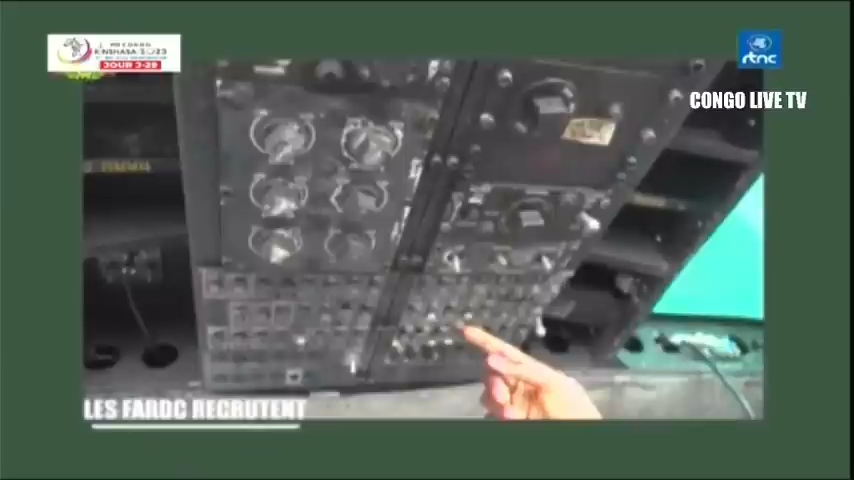 KINSHASA 2023
JOUR J-29
rtnc
CONGO LIVE TV
LES FARDC RECRUTENT